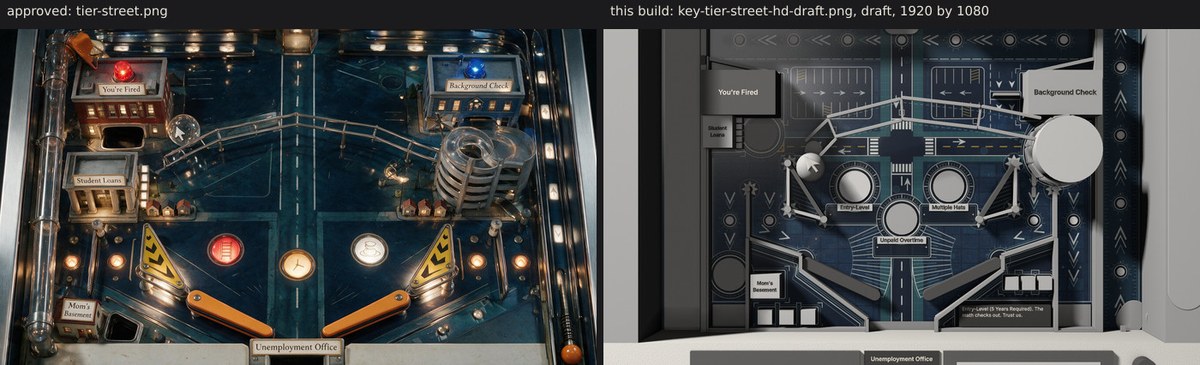 approved: tier-street.png
this build: key-tier-street-hd-draft.png, draft, 1920 by 1080
You're Fired
Background Check
Student Loans
Mom's
Basement
Unemployment Office
You're Fired
Background Check
Student
Loans
Entry-Level
Multiple Hats
Unpaid Overtime
Mom's
Basement
Entry-Level (5 Years Required). The
math checks out. Trust us.
Unemployment Office